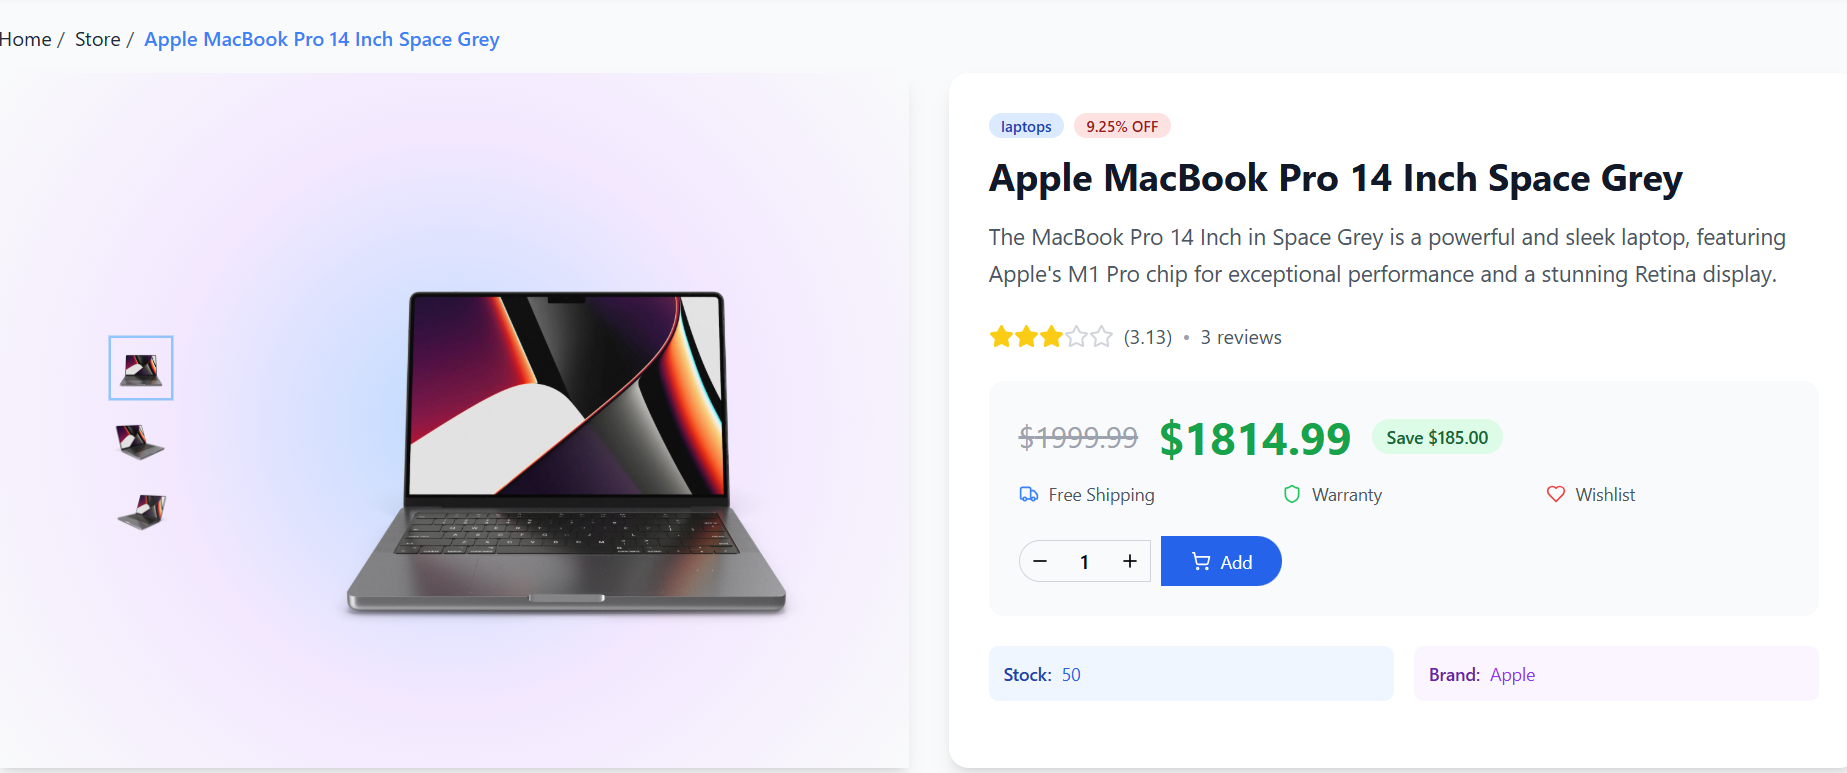 Home / Store / Apple MacBook Pro 14 Inch Space Grey
laptops 9.25% OFF
Apple MacBook Pro 14 Inch Space Grey
The MacBook Pro 14 Inch in Space Grey is a powerful and sleek laptop, featuring
Apple's M1 Pro chip for exceptional performance and a stunning Retina display.
(3.13) • 3 reviews
$1999.99 $1814.99 Save $185.00
Free Shipping Warranty Wishlist
− 1 + Add
Stock: 50 Brand: Apple